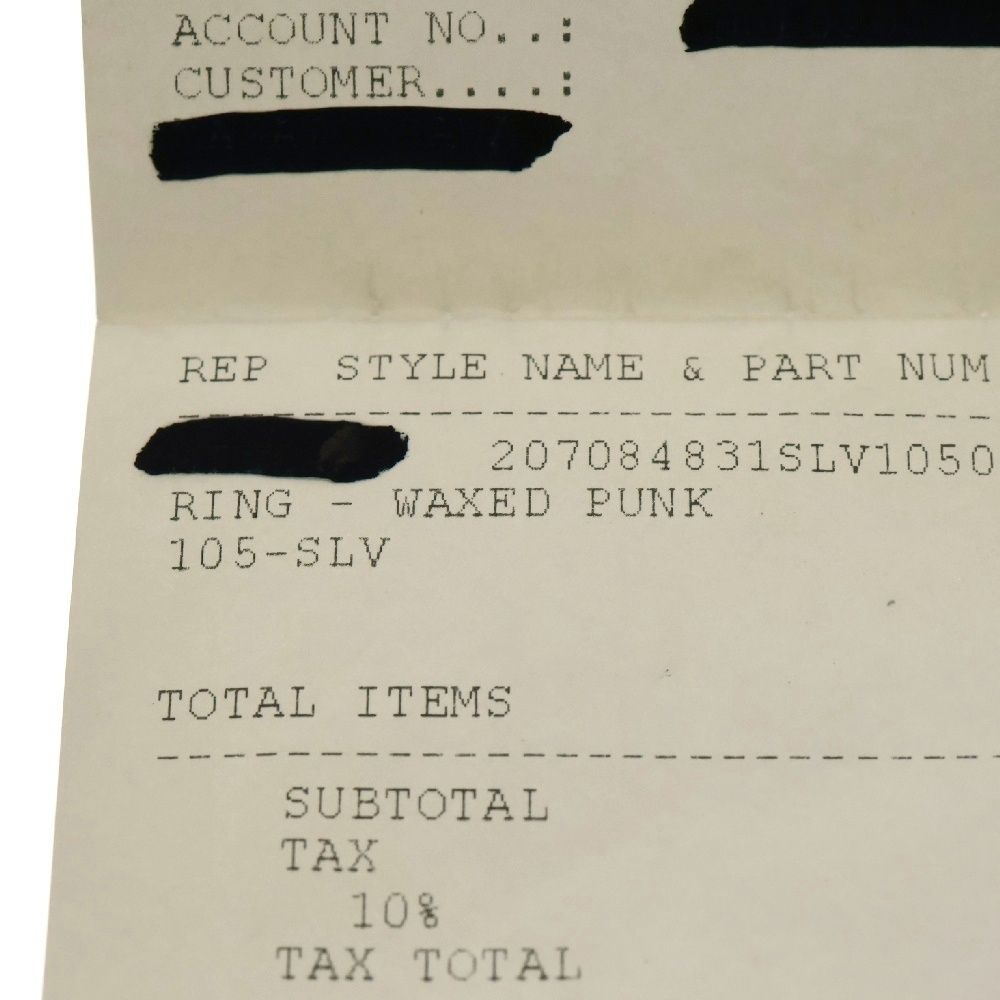 ACCOUNT NO..:
CUSTOMER....:
REP STYLE NAME & PART NUM
207084831SLV1050
RING - WAXED PUNK
105-SLV
TOTAL ITEMS
SUBTOTAL
TAX
10%
TAX TOTAL